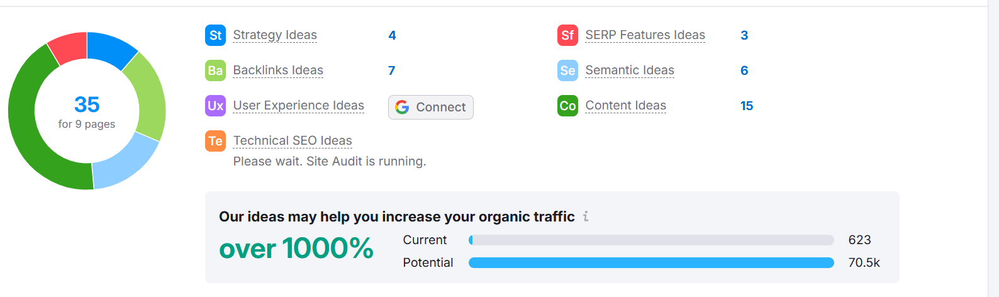 35
for 9 pages
St Strategy Ideas 4
Sf SERP Features Ideas 3
Ba Backlinks Ideas 7
Se Semantic Ideas 6
Ux User Experience Ideas Connect
Co Content Ideas 15
Te Technical SEO Ideas
Please wait. Site Audit is running.
Our ideas may help you increase your organic traffic i
over 1000%
Current 623
Potential 70.5k